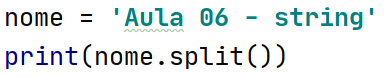 nome = 'Aula 06 - string'
print(nome.split())